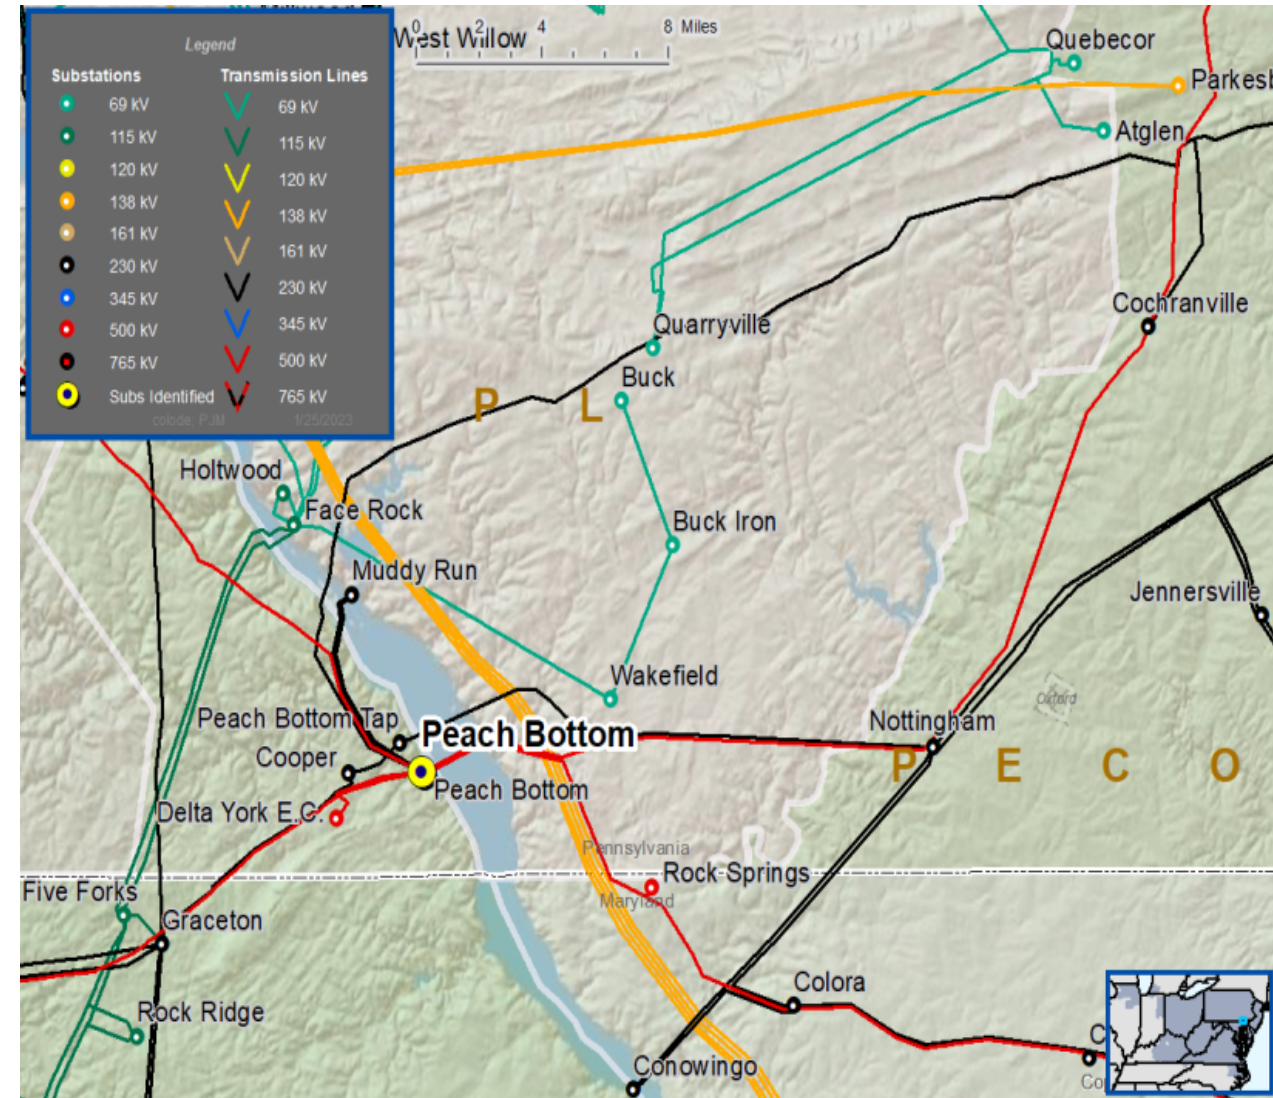 Legend
Substations
Transmission Lines
69 kV
69 kV
115 kV
115 kV
120 kV
120 kV
138 kV
138 kV
161 kV
161 kV
230 kV
230 kV
345 kV
345 kV
500 kV
500 kV
765 kV
765 kV
Subs Identified
1/25/2023
0 2 4 8 Miles
West Willow
Quebecor
Atglen
Cochranville
Quarryville
Buck
P L
Holtwood
Face Rock
Buck Iron
Muddy Run
Jennersville
Wakefield
Oxford
Peach Bottom Tap
Peach Bottom
Nottingham
Cooper
P E C O
Peach Bottom
Delta York E.C.
Pennsylvania
Rock Springs
Five Forks
Maryland
Graceton
Colora
Rock Ridge
Conowingo